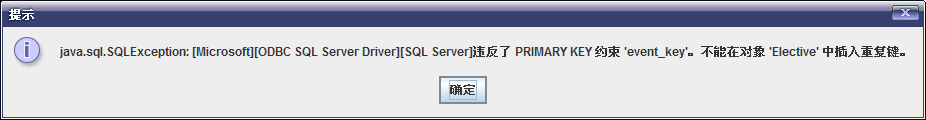 提示
java.sql.SQLException: [Microsoft][ODBC SQL Server Driver][SQL Server]违反了 PRIMARY KEY 约束 'event_key'。不能在对象 'Elective' 中插入重复键。
确定